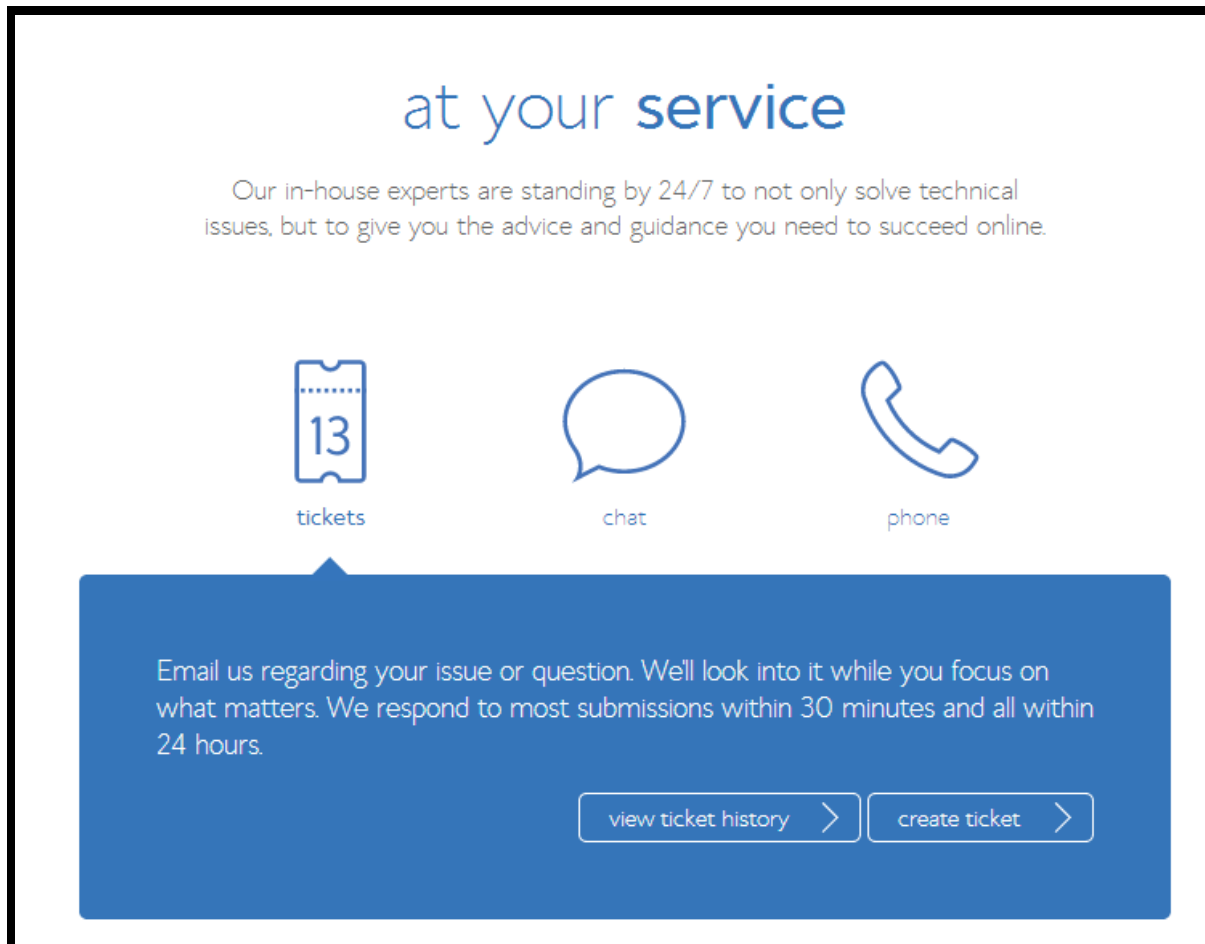 at your service
Our in-house experts are standing by 24/7 to not only solve technical
issues, but to give you the advice and guidance you need to succeed online.
13
tickets
chat
phone
Email us regarding your issue or question. We'll look into it while you focus on
what matters. We respond to most submissions within 30 minutes and all within
24 hours.
view ticket history
create ticket